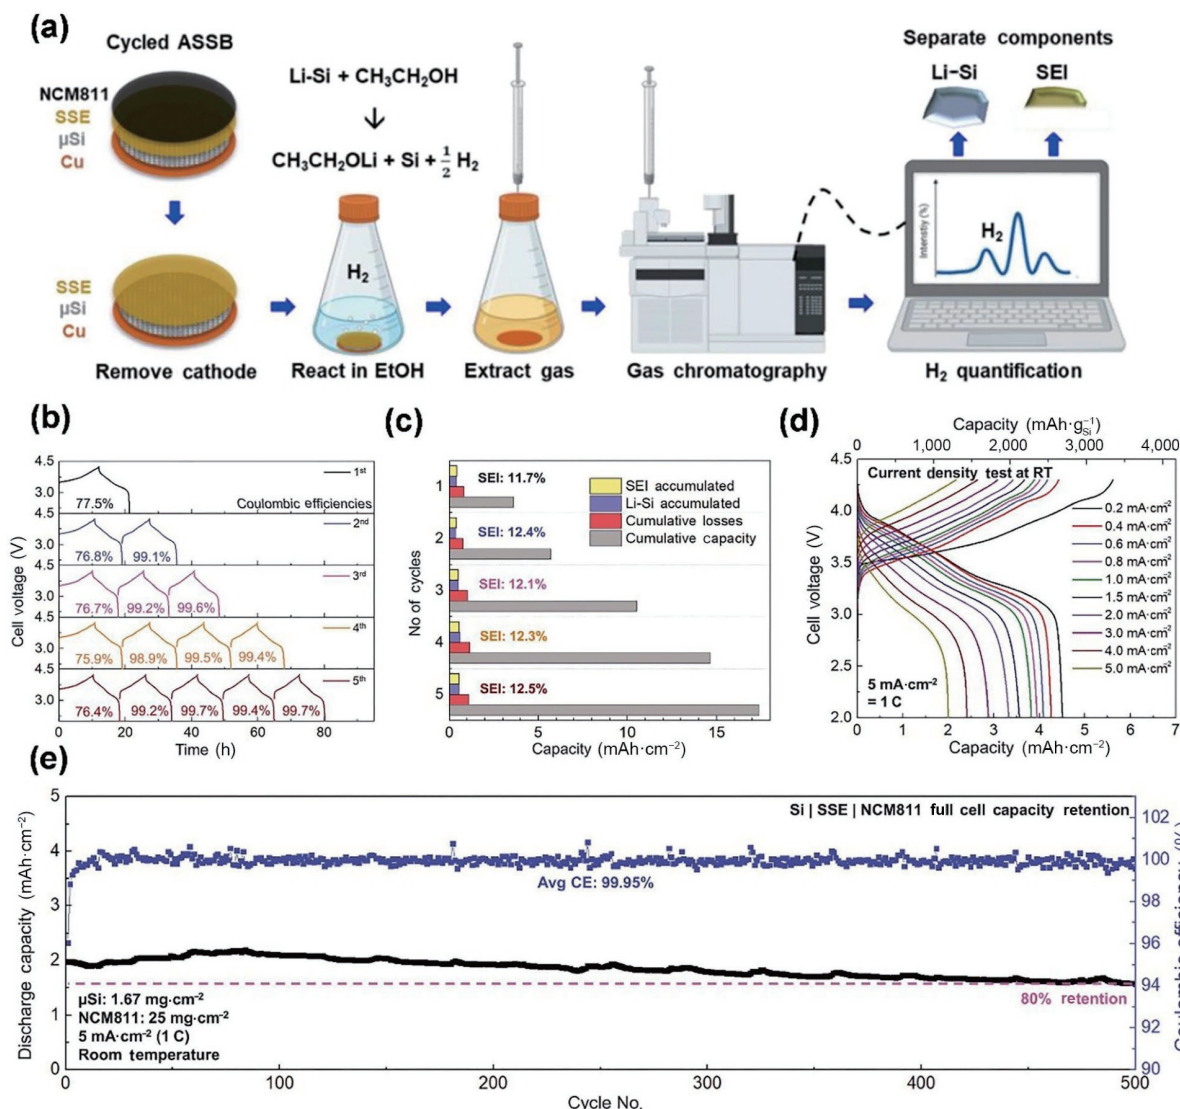 (a)
Cycled ASSB
NCM811
SSE
μSi
Cu
Li-Si + CH₃CH₂OH
↓
CH₃CH₂OLi + Si + ½ H₂
Separate components
Li–Si
SEI
Intenstiy (%)
H₂
SSE
μSi
Cu
H₂
Remove cathode
React in EtOH
Extract gas
Gas chromatography
H₂ quantification
(b)
Cell voltage (V)
4.5
3.0
4.5
3.0
4.5
3.0
4.5
3.0
4.5
3.0
1st
Coulombic efficiencies
77.5%
2nd
76.8%
99.1%
3rd
76.7%
99.2%
99.6%
4th
75.9%
98.9%
99.5%
99.4%
5th
76.4%
99.2%
99.7%
99.4%
99.7%
0
20
40
60
80
Time (h)
(c)
No of cycles
1
2
3
4
5
SEI: 11.7%
SEI: 12.4%
SEI: 12.1%
SEI: 12.3%
SEI: 12.5%
SEI accumulated
Li-Si accumulated
Cumulative losses
Cumulative capacity
0
5
10
15
Capacity (mAh·cm⁻²)
(d)
Capacity (mAh·g_Si⁻¹)
0
1,000
2,000
3,000
4,000
Cell voltage (V)
4.5
4.0
3.5
3.0
2.5
2.0
Current density test at RT
0.2 mA·cm⁻²
0.4 mA·cm⁻²
0.6 mA·cm⁻²
0.8 mA·cm⁻²
1.0 mA·cm⁻²
1.5 mA·cm⁻²
2.0 mA·cm⁻²
3.0 mA·cm⁻²
4.0 mA·cm⁻²
5.0 mA·cm⁻²
5 mA·cm⁻²
= 1 C
0
1
2
3
4
5
6
7
Capacity (mAh·cm⁻²)
(e)
Discharge capacity (mAh·cm⁻²)
5
4
3
2
1
0
Si | SSE | NCM811 full cell capacity retention
Avg CE: 99.95%
80% retention
μSi: 1.67 mg·cm⁻²
NCM811: 25 mg·cm⁻²
5 mA·cm⁻² (1 C)
Room temperature
102
100
98
96
94
92
90
Coulombic efficiency (%)
0
100
200
300
400
500
Cycle No.